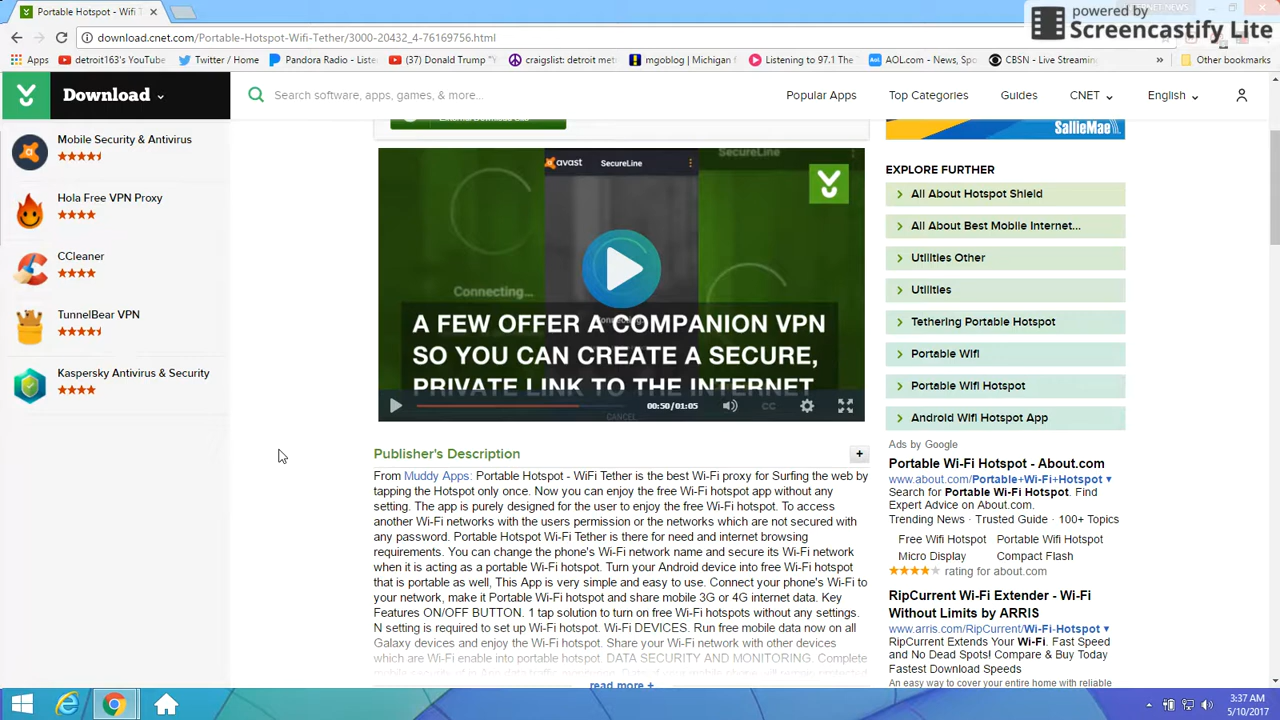 Portable Hotspot - Wifi T
powered by
Screencastify Lite
download.cnet.com/Portable-Hotspot-Wifi-Tether/3000-20432_4-76169756.html
Apps
detroit163's YouTube
Twitter / Home
Pandora Radio - Listen
(37) Donald Trump
craigslist: detroit met
mgoblog | Michigan
Listening to 97.1 The
AOL.com - News, Spo
CBSN - Live Streaming
»
Other bookmarks
Download
Search software, apps, games, & more...
Popular Apps
Top Categories
Guides
CNET
English
Mobile Security & Antivirus
Hola Free VPN Proxy
CCleaner
TunnelBear VPN
Kaspersky Antivirus & Security
avast
SecureLine
SecureLine
Connecting...
A FEW OFFER A COMPANION VPN
SO YOU CAN CREATE A SECURE,
PRIVATE LINK TO THE INTERNET
00:50/01:05
CC
CANCEL
Publisher's Description
+
From Muddy Apps: Portable Hotspot - WiFi Tether is the best Wi-Fi proxy for Surfing the web by
tapping the Hotspot only once. Now you can enjoy the free Wi-Fi hotspot app without any
setting. The app is purely designed for the user to enjoy the free Wi-Fi hotspot. To access
another Wi-Fi networks with the users permission or the networks which are not secured with
any password. Portable Hotspot Wi-Fi Tether is there for need and internet browsing
requirements. You can change the phone's Wi-Fi network name and secure its Wi-Fi network
when it is acting as a portable Wi-Fi hotspot. Turn your Android device into free Wi-Fi hotspot
that is portable as well, This App is very simple and easy to use. Connect your phone's Wi-Fi to
your network, make it Portable Wi-Fi hotspot and share mobile 3G or 4G internet data. Key
Features ON/OFF BUTTON. 1 tap solution to turn on free Wi-Fi hotspots without any settings.
N setting is required to set up Wi-Fi hotspot. Wi-Fi DEVICES. Run free mobile data now on all
Galaxy devices and enjoy the Wi-Fi hotspot. Share your Wi-Fi network with other devices
which are Wi-Fi enable into portable hotspot. DATA SECURITY AND MONITORING. Complete
read more +
SallieMae
EXPLORE FURTHER
All About Hotspot Shield
All About Best Mobile Internet...
Utilities Other
Utilities
Tethering Portable Hotspot
Portable Wifi
Portable Wifi Hotspot
Android Wifi Hotspot App
Ads by Google
Portable Wi-Fi Hotspot - About.com
www.about.com/Portable+Wi-Fi+Hotspot
Search for Portable Wi-Fi Hotspot. Find
Expert Advice on About.com.
Trending News · Trusted Guide · 100+ Topics
Free Wifi Hotspot Portable Wifi Hotspot
Micro Display Compact Flash
rating for about.com
RipCurrent Wi-Fi Extender - Wi-Fi
Without Limits by ARRIS
www.arris.com/RipCurrent/Wi-Fi-Hotspot
RipCurrent Extends Your Wi-Fi. Fast Speed
and No Dead Spots! Compare & Buy Today
Fastest Download Speeds
An easy way to cover your entire home with reliable
3:37 AM
5/10/2017